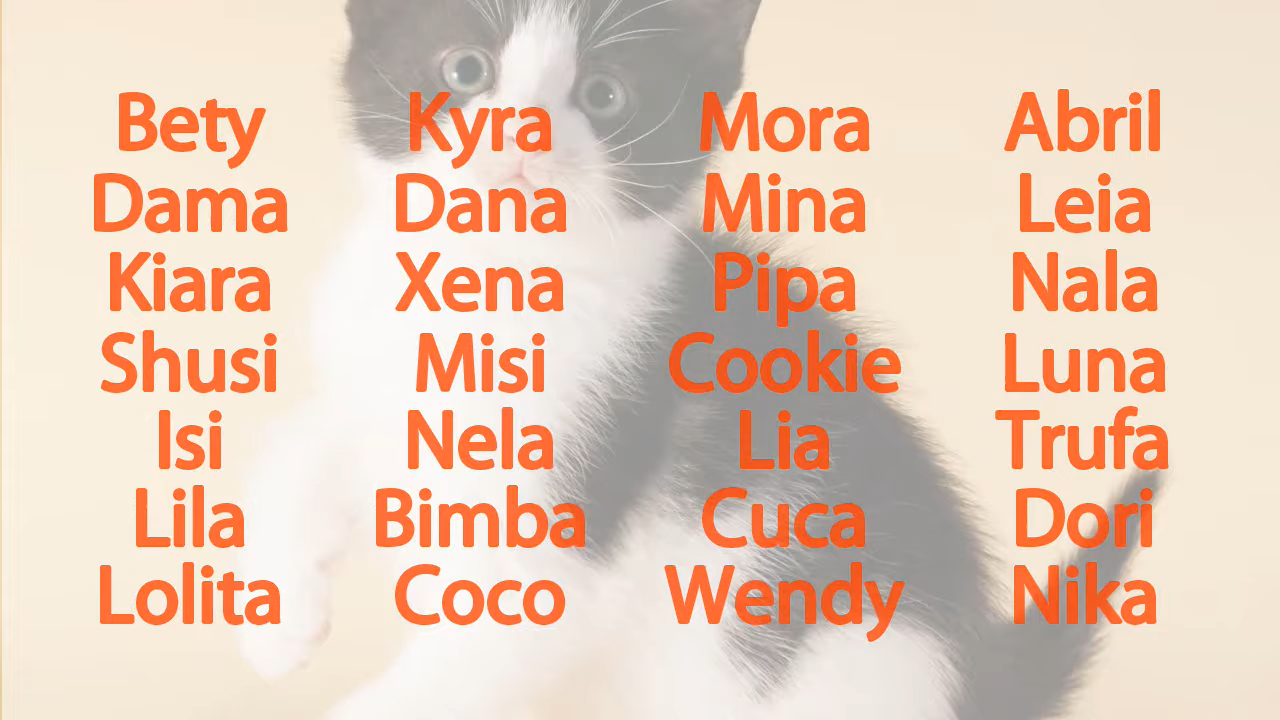 Bety Kyra Mora Abril
Dama Dana Mina Leia
Kiara Xena Pipa Nala
Shusi Misi Cookie Luna
Isi Nela Lia Trufa
Lila Bimba Cuca Dori
Lolita Coco Wendy Nika